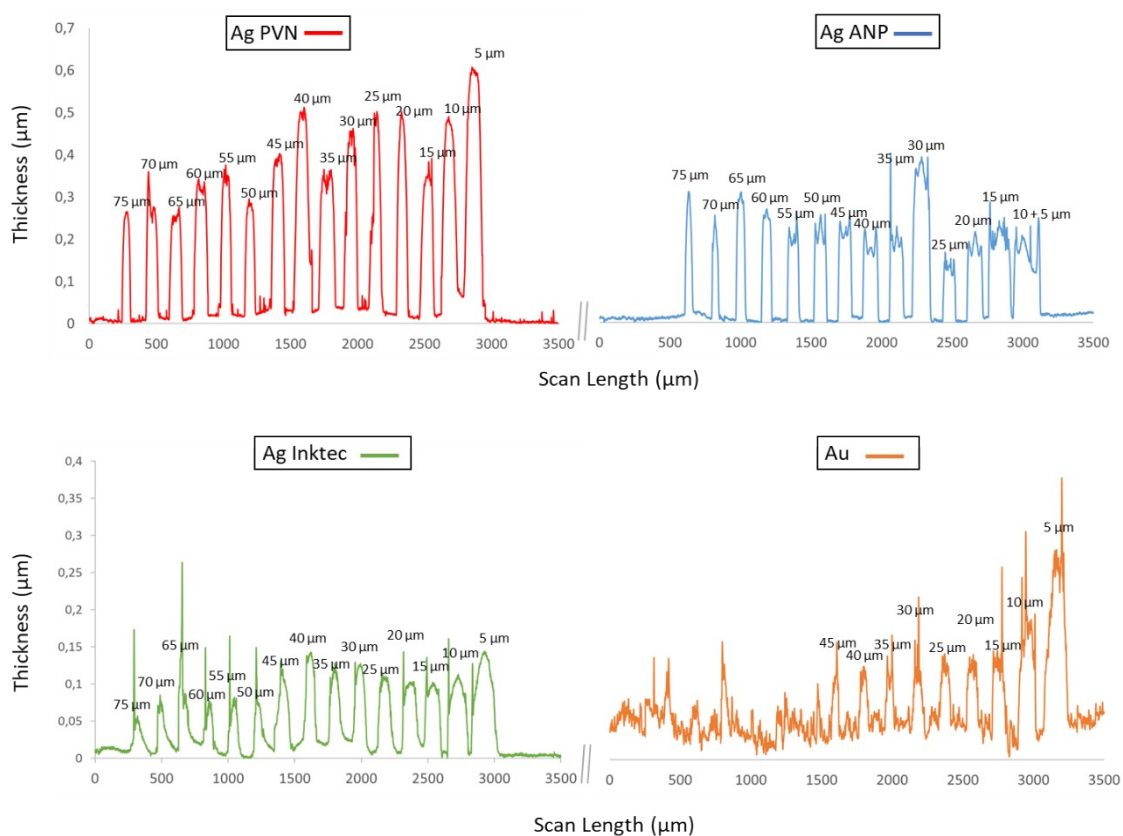 Ag PVN
Ag ANP
Thickness (µm)
0,7
0,6
0,5
0,4
0,3
0,2
0,1
0
75 µm
70 µm
65 µm
60 µm
55 µm
50 µm
45 µm
40 µm
35 µm
30 µm
25 µm
20 µm
15 µm
10 µm
5 µm
0 500 1000 1500 2000 2500 3000 3500
75 µm
70 µm
65 µm
60 µm
55 µm
50 µm
45 µm
40 µm
35 µm
30 µm
25 µm
20 µm
15 µm
10 + 5 µm
0 500 1000 1500 2000 2500 3000 3500
Scan Length (µm)
Ag Inktec
Au
Thickness (µm)
0,4
0,35
0,3
0,25
0,2
0,15
0,1
0,05
0
75 µm
70 µm
65 µm
60 µm
55 µm
50 µm
45 µm
40 µm
35 µm
30 µm
25 µm
20 µm
15 µm
10 µm
5 µm
0 500 1000 1500 2000 2500 3000 3500
45 µm
40 µm
35 µm
30 µm
25 µm
20 µm
15 µm
10 µm
5 µm
0 500 1000 1500 2000 2500 3000 3500
Scan Length (µm)